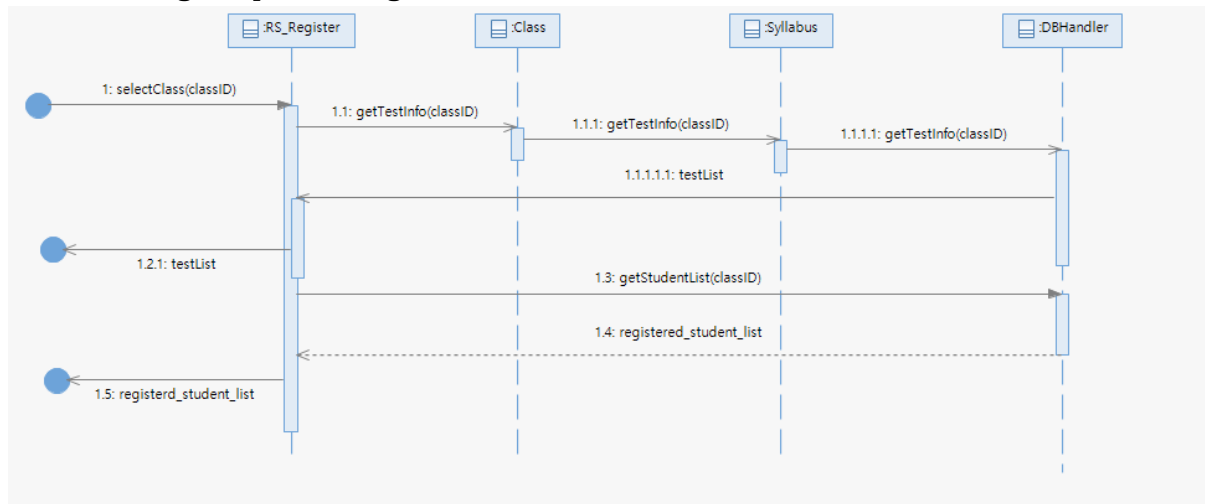 :RS_Register
:Class
:Syllabus
:DBHandler
1: selectClass(classID)
1.1: getTestInfo(classID)
1.1.1: getTestInfo(classID)
1.1.1.1: getTestInfo(classID)
1.1.1.1.1: testList
1.2.1: testList
1.3: getStudentList(classID)
1.4: registered_student_list
1.5: registerd_student_list